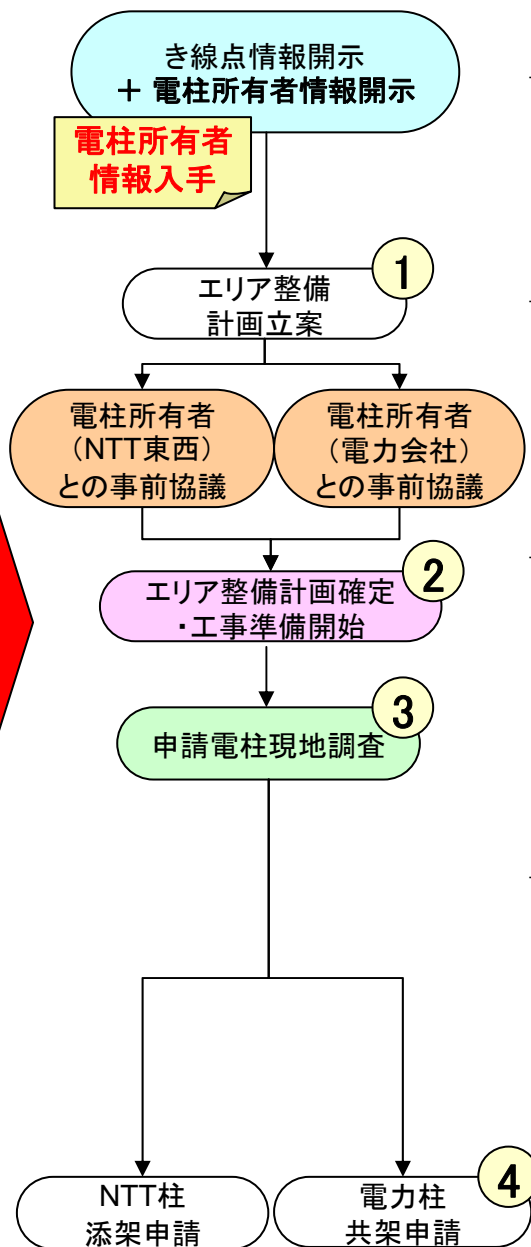 き線点情報開示
＋ 電柱所有者情報開示
電柱所有者
情報入手
1
エリア整備
計画立案
電柱所有者
（NTT東西）
との事前協議
電柱所有者
（電力会社）
との事前協議
2
エリア整備計画確定
・工事準備開始
3
申請電柱現地調査
NTT柱
添架申請
4
電力柱
共架申請